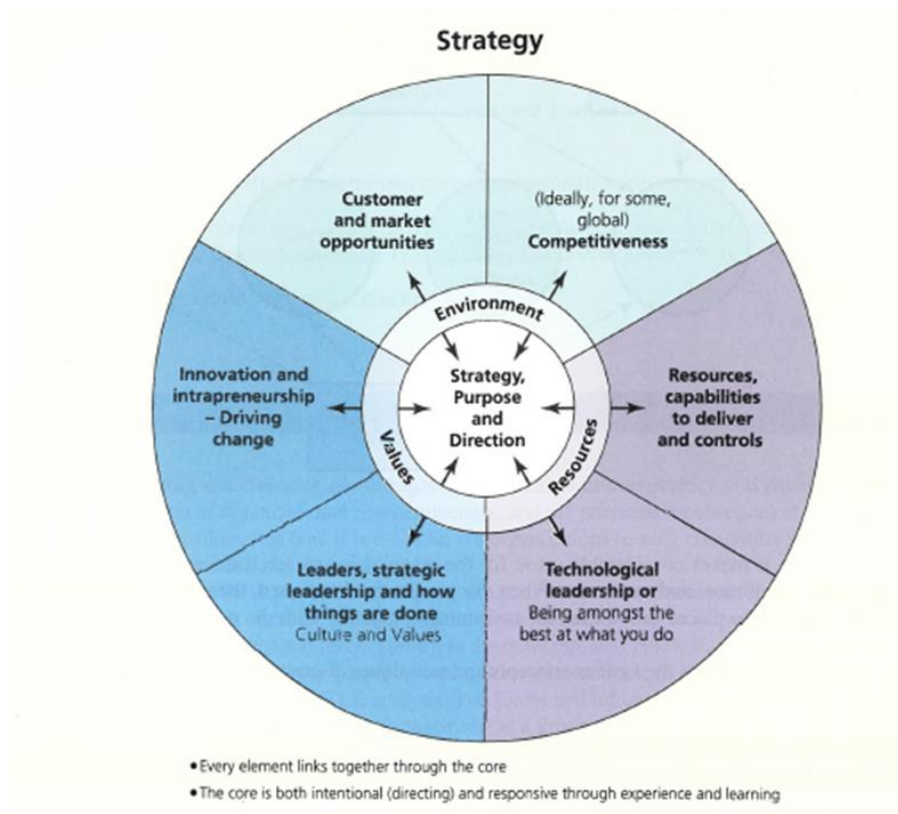 Strategy
Customer
and market
opportunities
(Ideally, for some,
global)
Competitiveness
Environment
Innovation and
intrapreneurship
– Driving
change
Strategy,
Purpose
and
Direction
Resources,
capabilities
to deliver
and controls
Values
Resources
Leaders, strategic
leadership and how
things are done
Culture and Values
Technological
leadership or
Being amongst the
best at what you do
•Every element links together through the core
•The core is both intentional (directing) and responsive through experience and learning